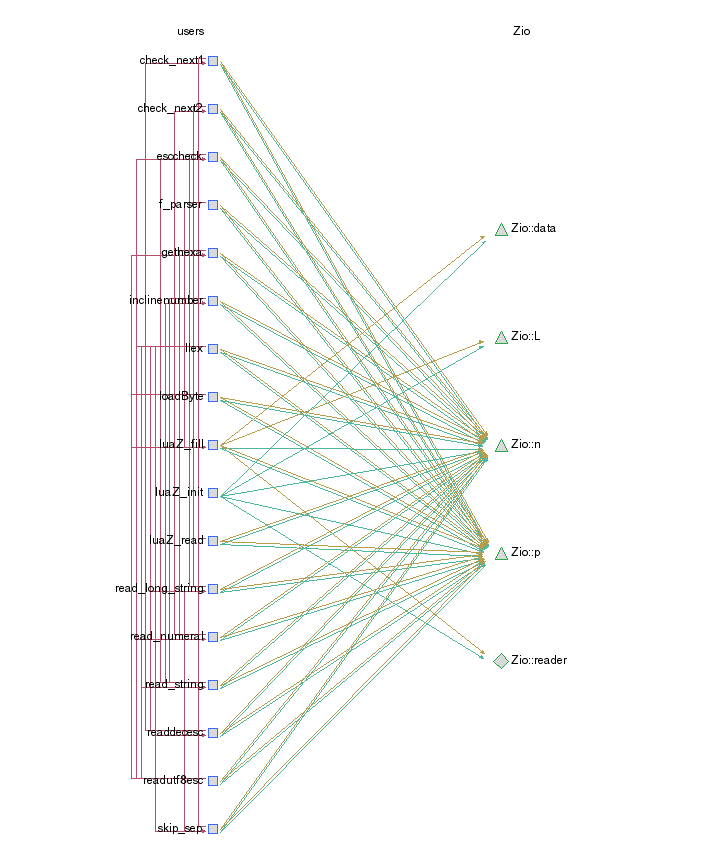 users
Zio
check_next1
check_next2
esccheck
f_parser
gethexa
inclinenumber
llex
loadByte
luaZ_fill
luaZ_init
luaZ_read
read_long_string
read_numeral
read_string
readdecesc
readutf8esc
skip_sep
Zio::data
Zio::L
Zio::n
Zio::p
Zio::reader